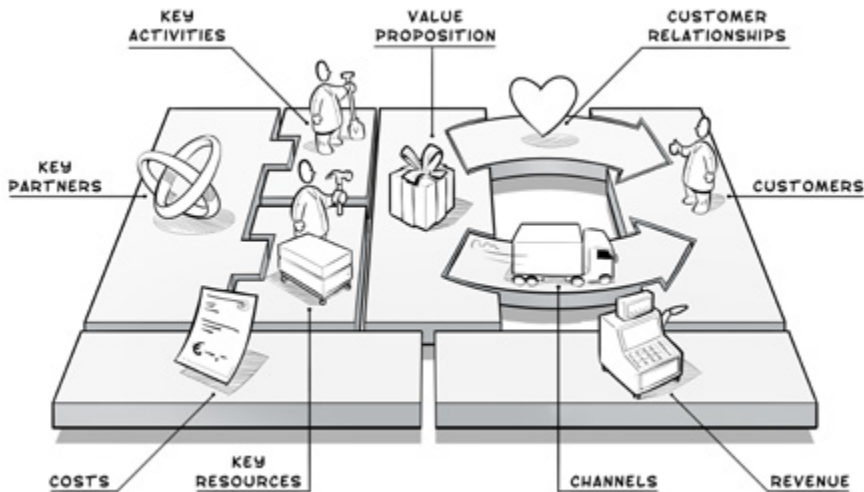 KEY
ACTIVITIES
VALUE
PROPOSITION
CUSTOMER
RELATIONSHIPS
KEY
PARTNERS
CUSTOMERS
€
COSTS
KEY
RESOURCES
CHANNELS
REVENUE